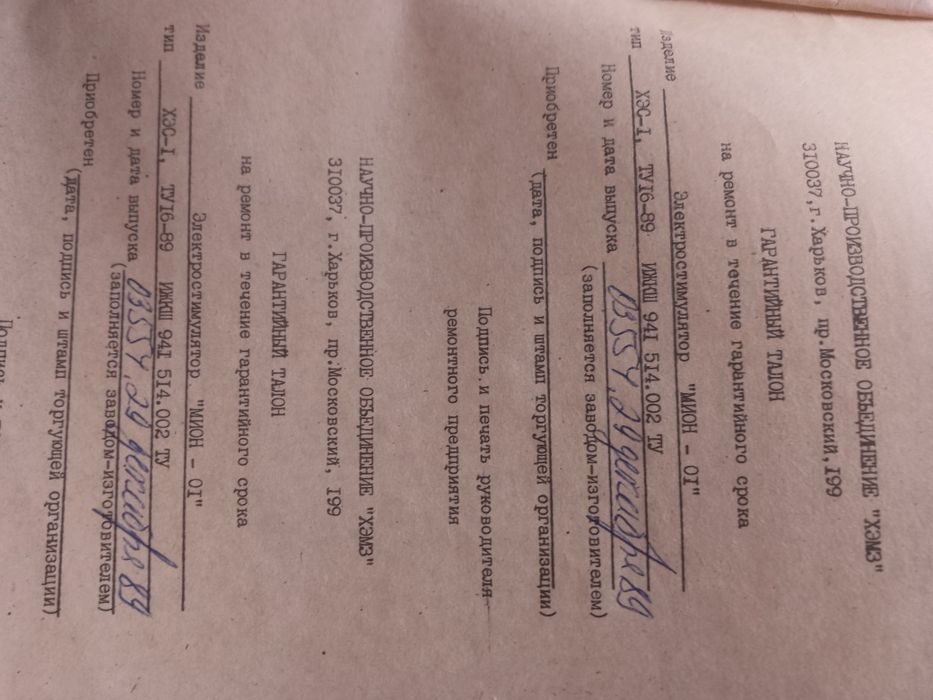 НАУЧНО-ПРОИЗВОДСТВЕННОЕ ОБЪЕДИНЕНИЕ "ХЭМЗ"
310037, г.Харьков, пр.Московский, 199
ГАРАНТИЙНЫЙ ТАЛОН
на ремонт в течение гарантийного срока
Изделие Электростимулятор "МИОН - 01"
тип ХЭС-I, ТУ16-89 ИЖКШ 941 514.002 ТУ
Номер и дата выпуска 03554, 29 декабре 89
(заполняется заводом-изготовителем)
Приобретен
(дата, подпись и штамп торгующей организации)
Подпись и печать руководителя
ремонтного предприятия
НАУЧНО-ПРОИЗВОДСТВЕННОЕ ОБЪЕДИНЕНИЕ "ХЭМЗ"
310037, г.Харьков, пр.Московский, 199
ГАРАНТИЙНЫЙ ТАЛОН
на ремонт в течение гарантийного срока
Изделие Электростимулятор "МИОН - 01"
тип ХЭС-I, ТУ16-89 ИЖКШ 941 514.002 ТУ
Номер и дата выпуска 03554, 29 декабре 89
(заполняется заводом-изготовителем)
Приобретен
(дата, подпись и штамп торгующей организации)
Подпись и